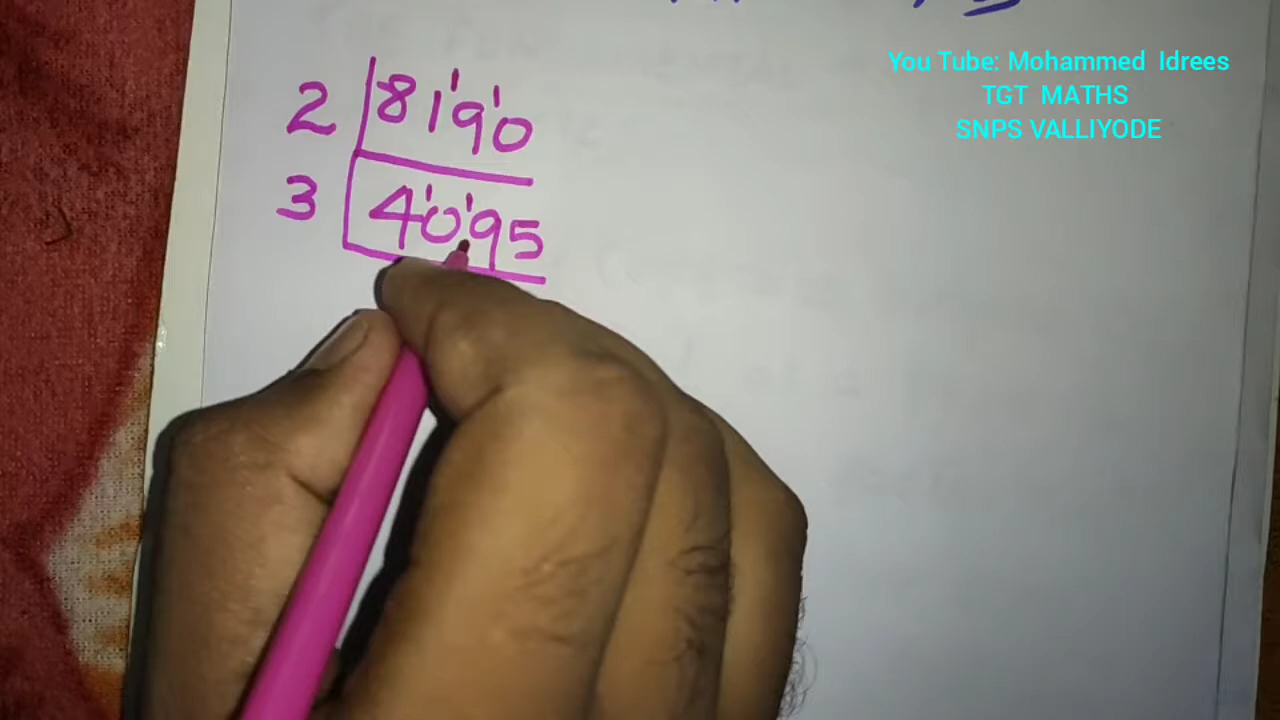 You Tube: Mohammed Idrees
TGT MATHS
SNPS VALLIYODE
2 8190
3 4095